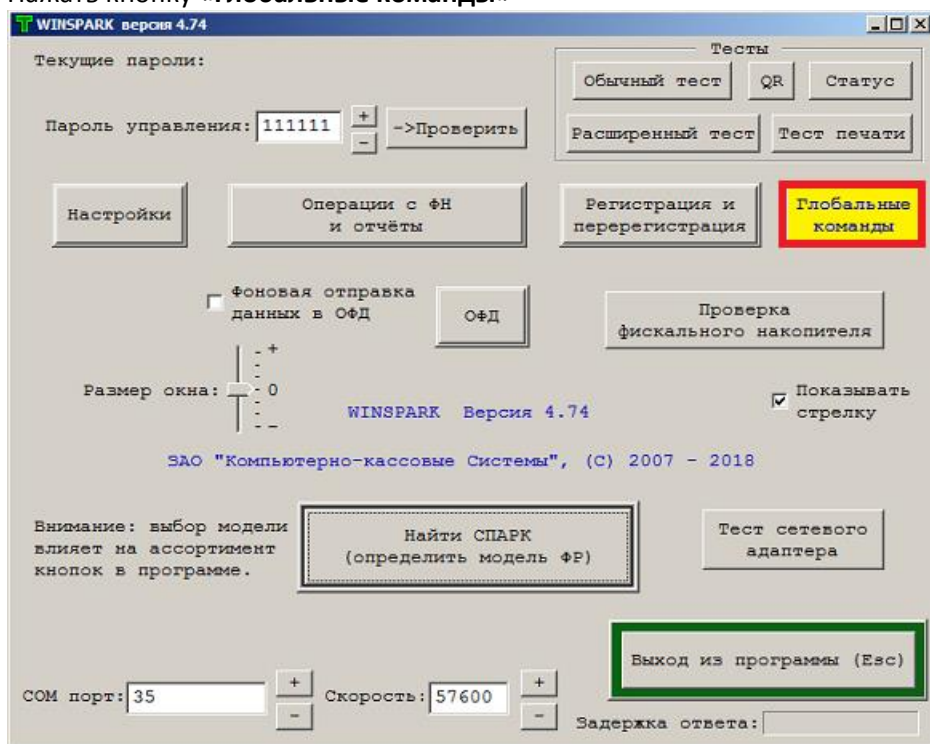 Нажать кнопку «Глобальные команды»
WINSPARK версия 4.74
Текущие пароли:
Тесты
Обычный тест
QR
Статус
Пароль управления:
111111
+
-
->Проверить
Расширенный тест
Тест печати
Настройки
Операции с ФН
и отчёты
Регистрация и
перерегистрация
Глобальные
команды
Фоновая отправка
данных в ОФД
ОФД
Проверка
фискального накопителя
Размер окна:
+
0
-
Показывать
стрелку
WINSPARK Версия 4.74
ЗАО "Компьютерно-кассовые Системы", (C) 2007 - 2018
Внимание: выбор модели
влияет на ассортимент
кнопок в программе.
Найти СПАРК
(определить модель ФР)
Тест сетевого
адаптера
Выход из программы (Esc)
COM порт:
35
+
-
Скорость:
57600
+
-
Задержка ответа: